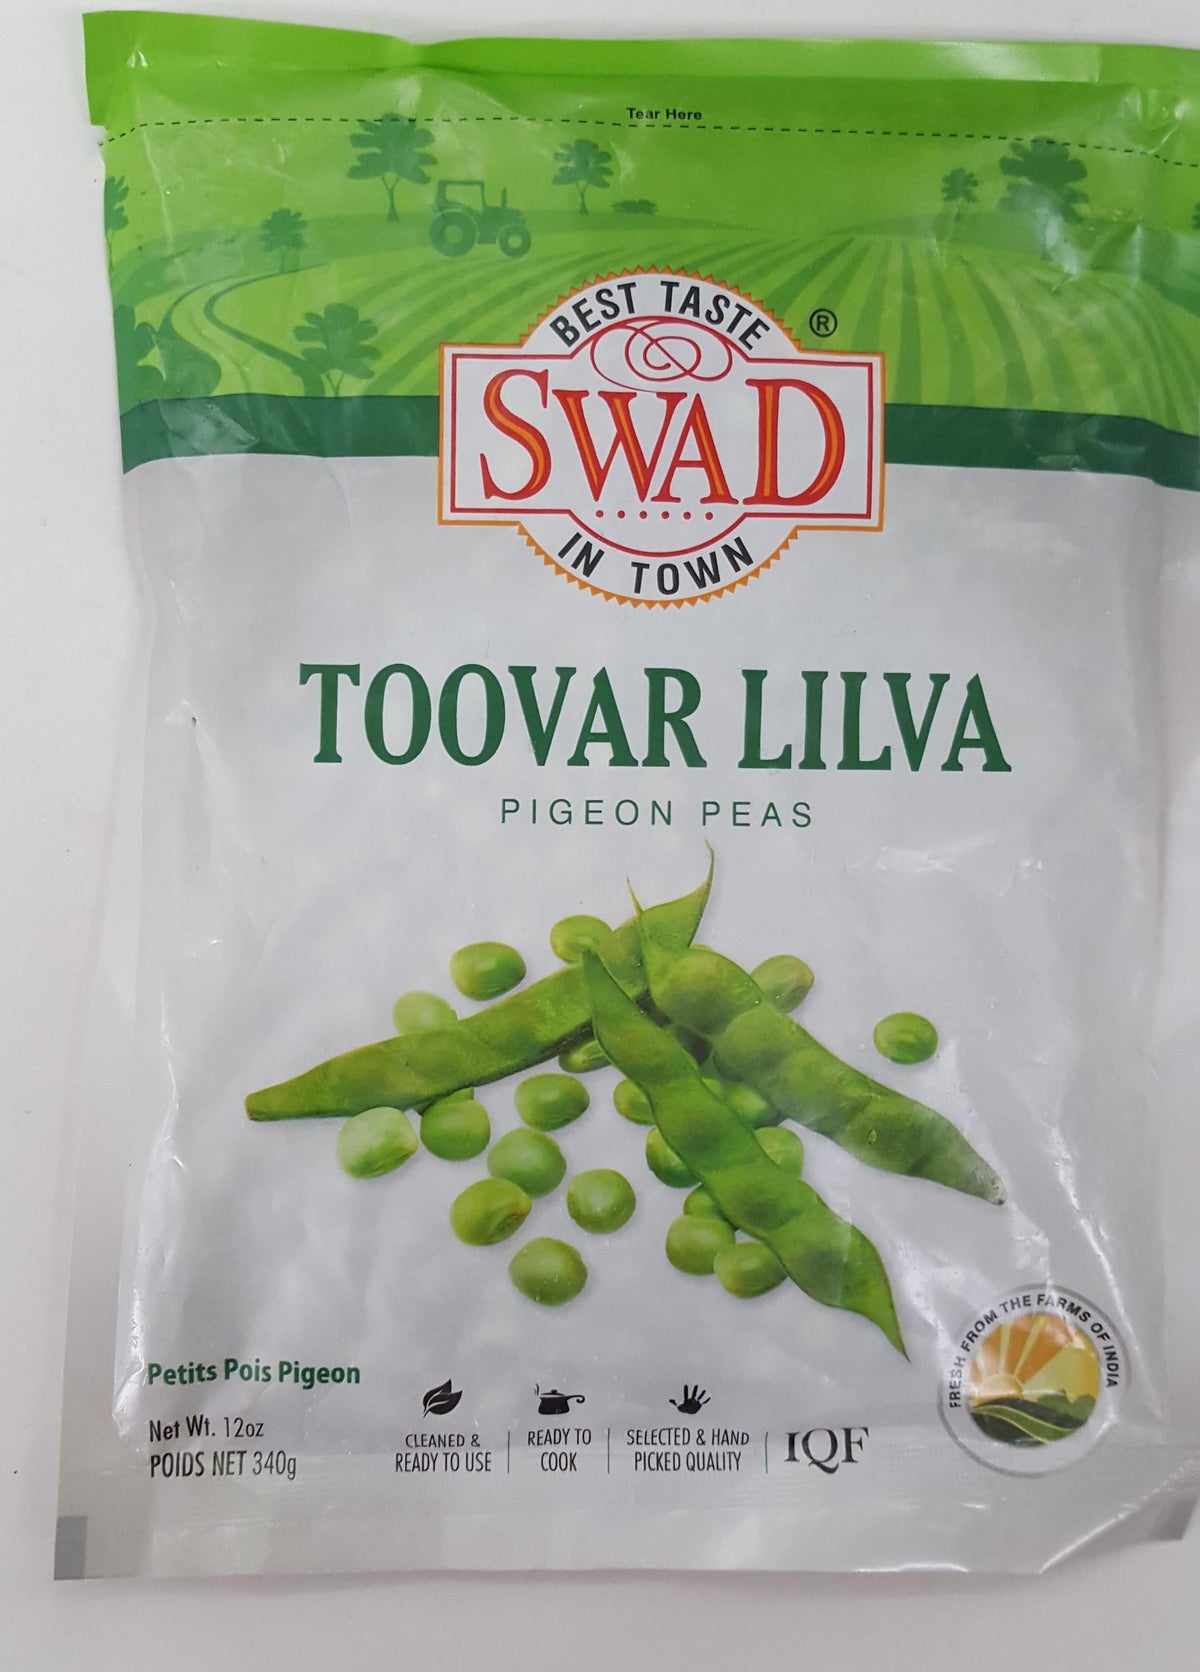 Tear Here
BEST TASTE
®
SWAD
IN TOWN
TOOVAR LILVA
PIGEON PEAS
FRESH FROM THE FARMS OF INDIA
Petits Pois Pigeon
Net Wt. 12oz
POIDS NET 340g
CLEANED &
READY TO USE
READY TO
COOK
SELECTED & HAND
PICKED QUALITY
IQF